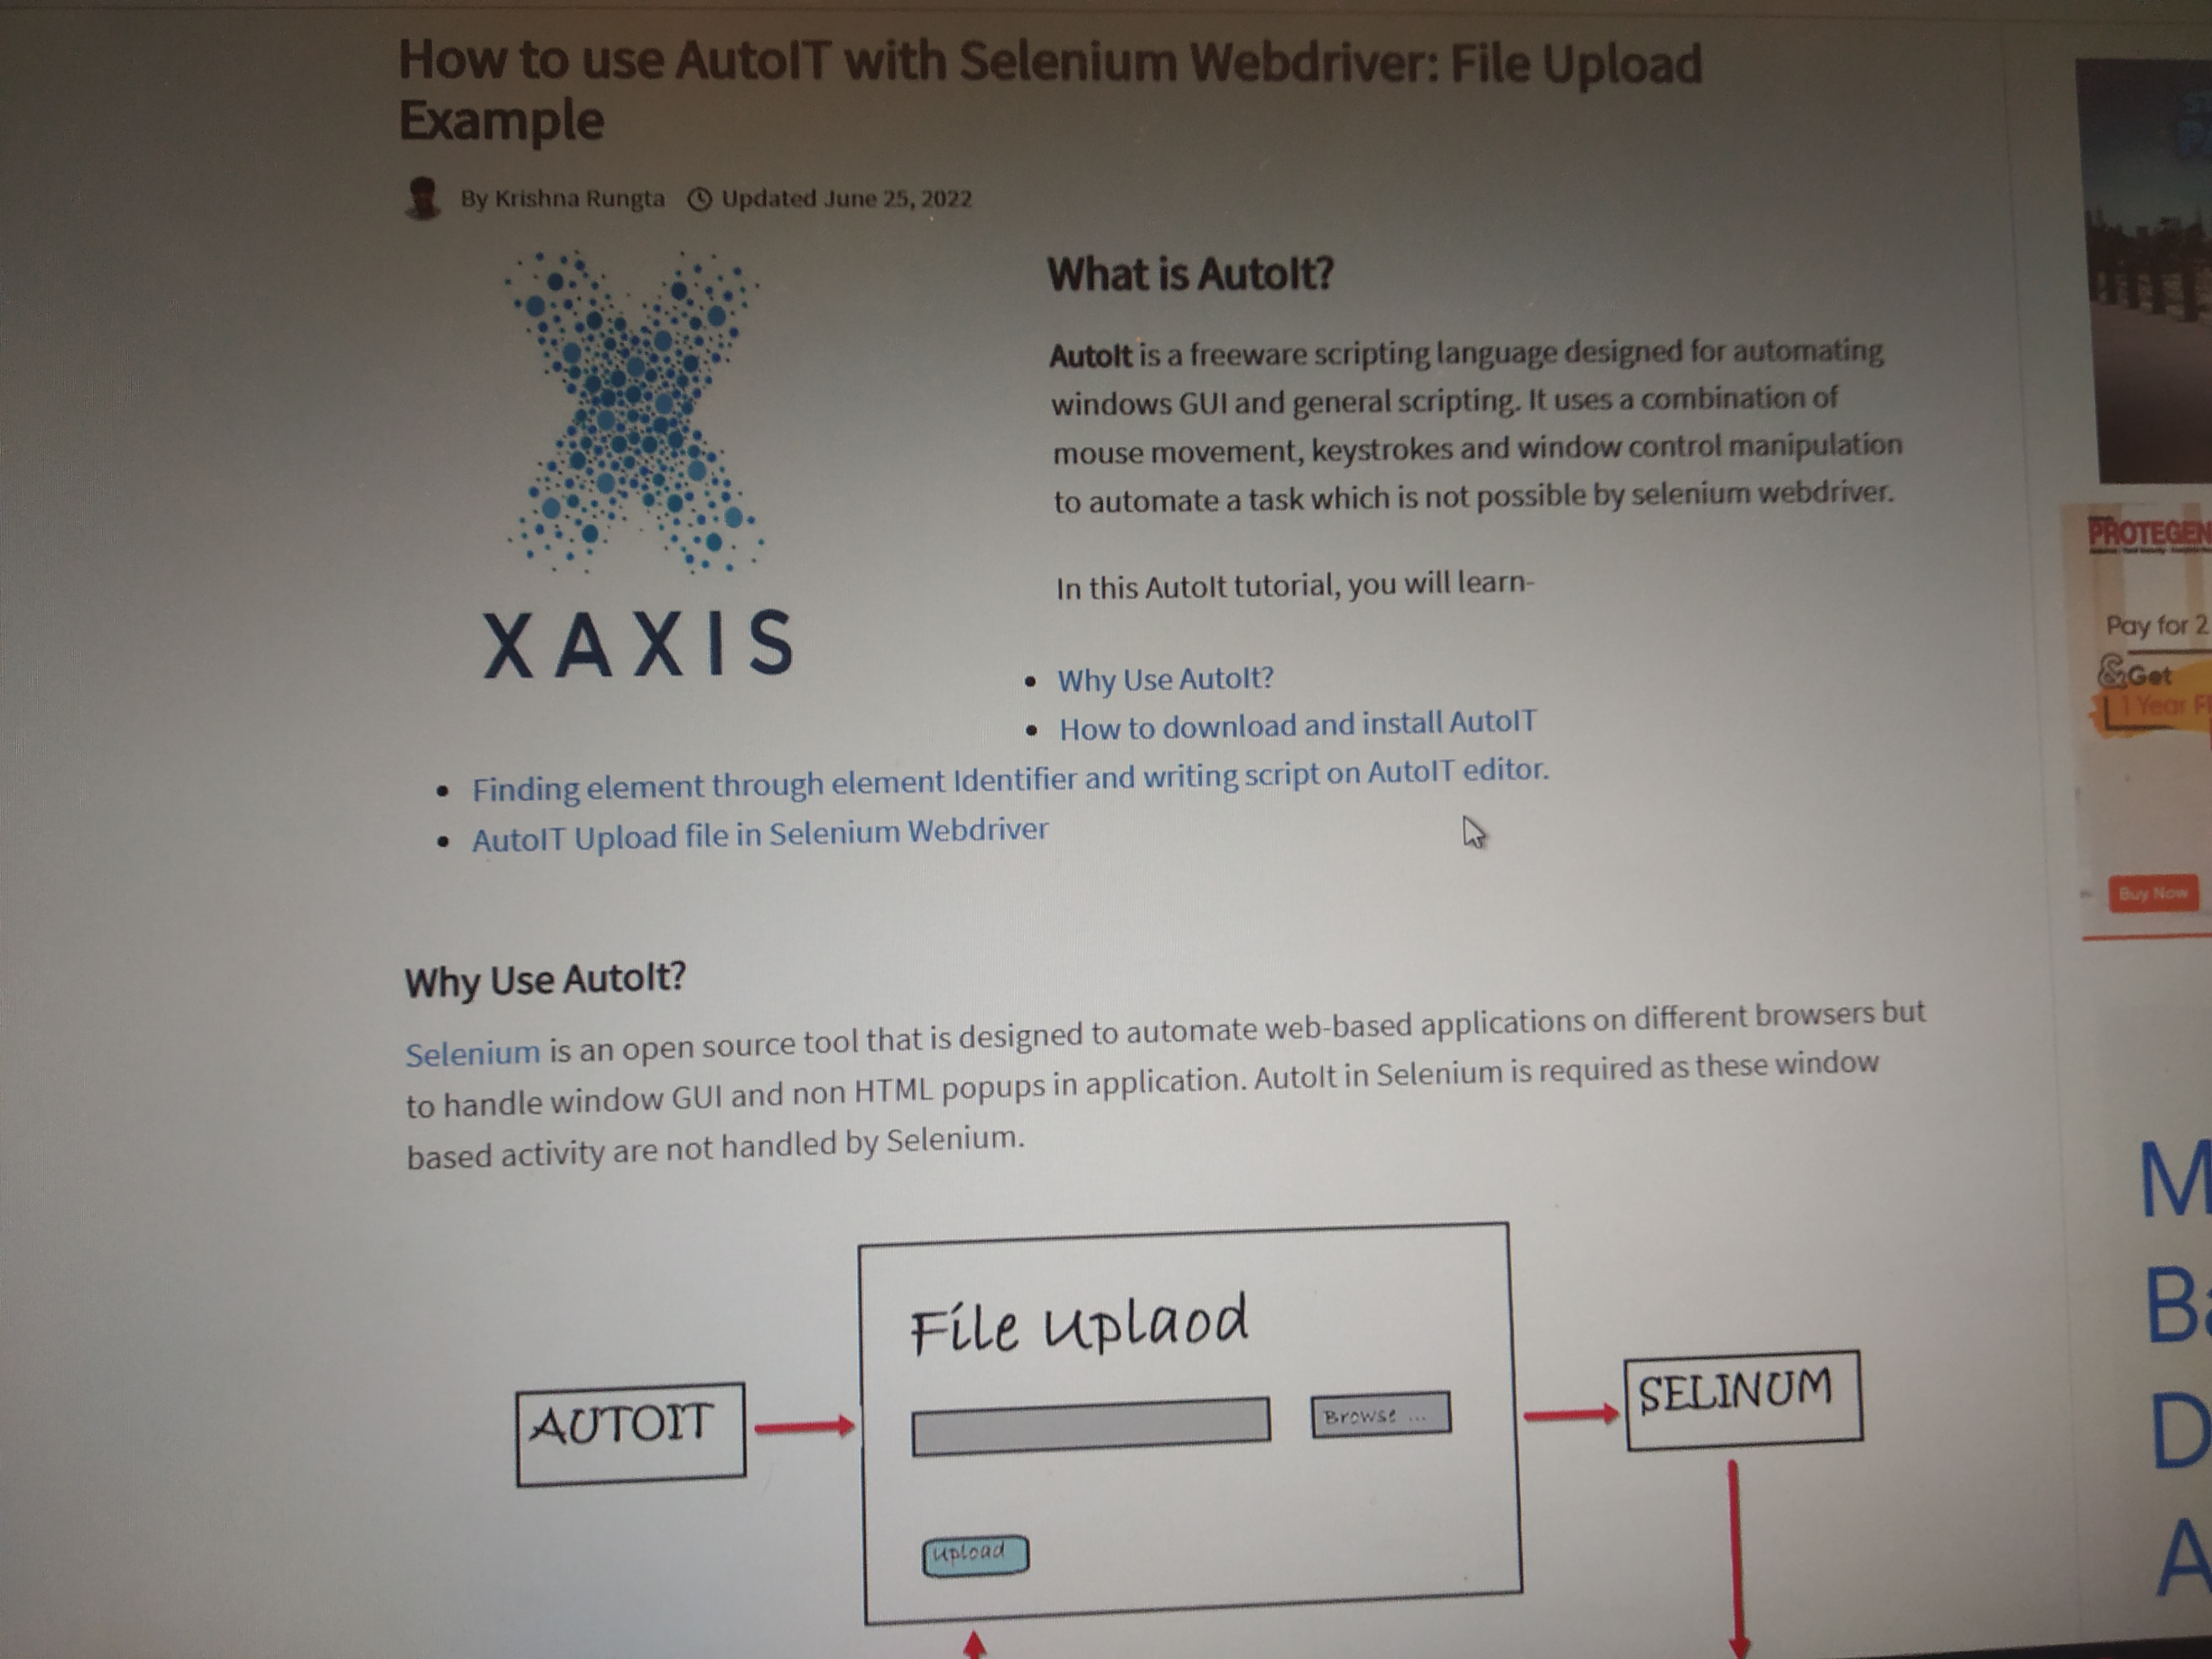 How to use AutoIT with Selenium Webdriver: File Upload
Example
By Krishna Rungta Updated June 25, 2022
XAXIS
What is AutoIt?
AutoIt is a freeware scripting language designed for automating
windows GUI and general scripting. It uses a combination of
mouse movement, keystrokes and window control manipulation
to automate a task which is not possible by selenium webdriver.
In this AutoIt tutorial, you will learn-
• Why Use AutoIt?
• How to download and install AutoIT
• Finding element through element Identifier and writing script on AutoIT editor.
• AutoIT Upload file in Selenium Webdriver
Why Use AutoIt?
Selenium is an open source tool that is designed to automate web-based applications on different browsers but
to handle window GUI and non HTML popups in application. AutoIt in Selenium is required as these window
based activity are not handled by Selenium.
File Uplaod
AUTOIT
Browse ...
SELINUM
Upload
PROTEGEN
Pay for 2
&Get
1 Year
Buy Now
M
D
A